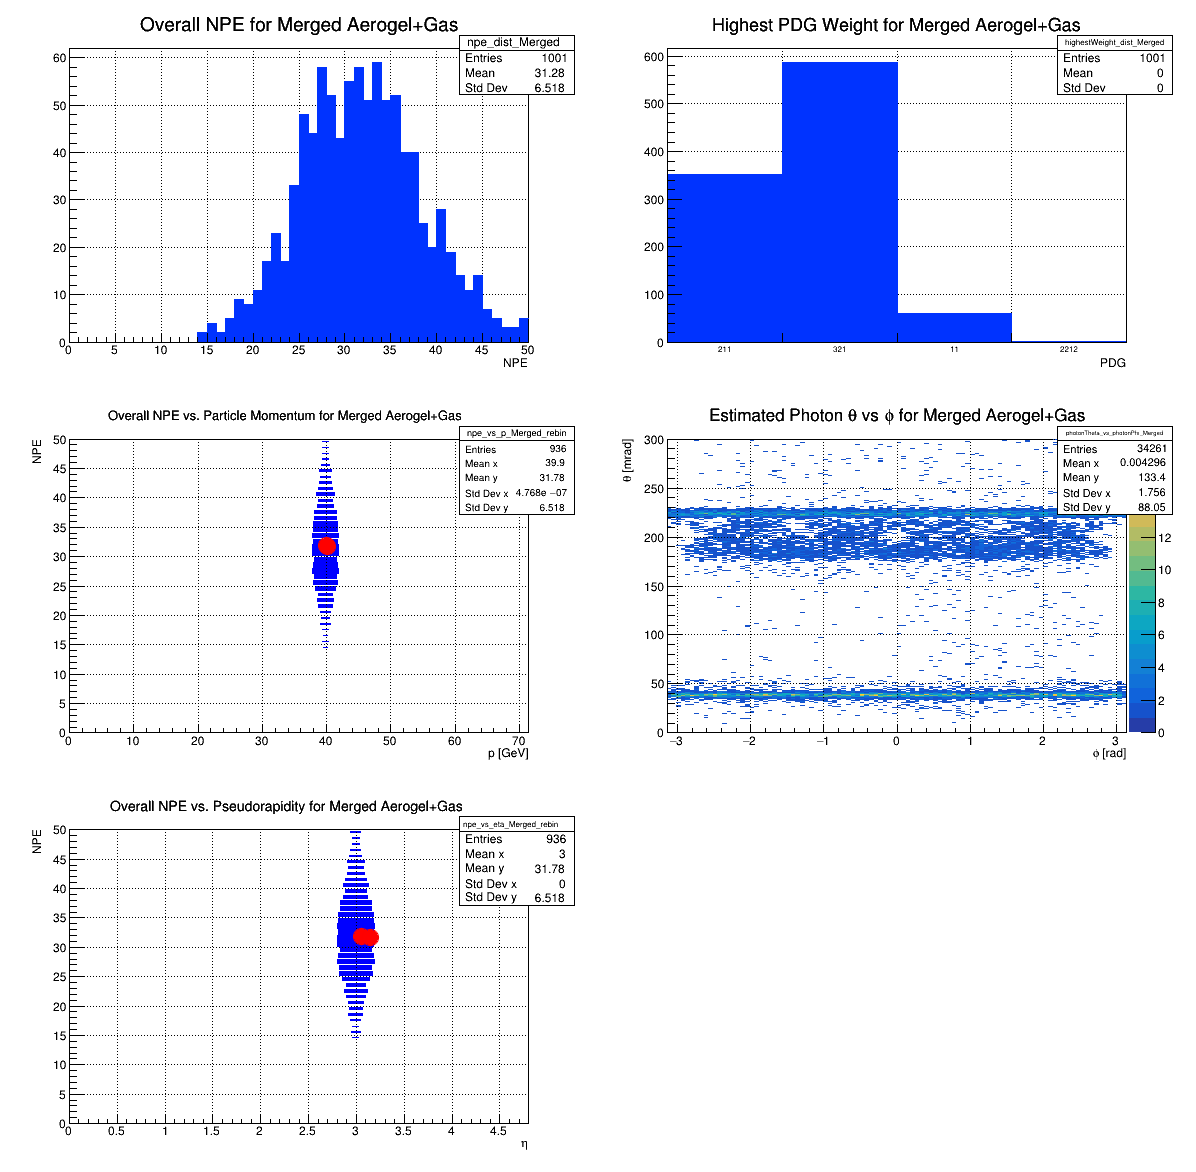 Overall NPE for Merged Aerogel+Gas
npe_dist_Merged
Entries 1001
Mean 31.28
Std Dev 6.518
60
50
40
30
20
10
0
0 5 10 15 20 25 30 35 40 45 50
NPE
Highest PDG Weight for Merged Aerogel+Gas
highestWeight_dist_Merged
Entries 1001
Mean 0
Std Dev 0
600
500
400
300
200
100
0
211 321 11 2212
PDG
Overall NPE vs. Particle Momentum for Merged Aerogel+Gas
npe_vs_p_Merged_rebin
Entries 936
Mean x 39.9
Mean y 31.78
Std Dev x 4.768e −07
Std Dev y 6.518
NPE
50
45
40
35
30
25
20
15
10
5
0
0 10 20 30 40 50 60 70
p [GeV]
Estimated Photon θ vs ϕ for Merged Aerogel+Gas
photonTheta_vs_photonPhi_Merged
Entries 34261
Mean x 0.004296
Mean y 133.4
Std Dev x 1.756
Std Dev y 88.05
θ [mrad]
300
250
200
150
100
50
0
−3 −2 −1 0 1 2 3
ϕ [rad]
12
10
8
6
4
2
0
Overall NPE vs. Pseudorapidity for Merged Aerogel+Gas
npe_vs_eta_Merged_rebin
Entries 936
Mean x 3
Mean y 31.78
Std Dev x 0
Std Dev y 6.518
NPE
50
45
40
35
30
25
20
15
10
5
0
0 0.5 1 1.5 2 2.5 3 3.5 4 4.5
η